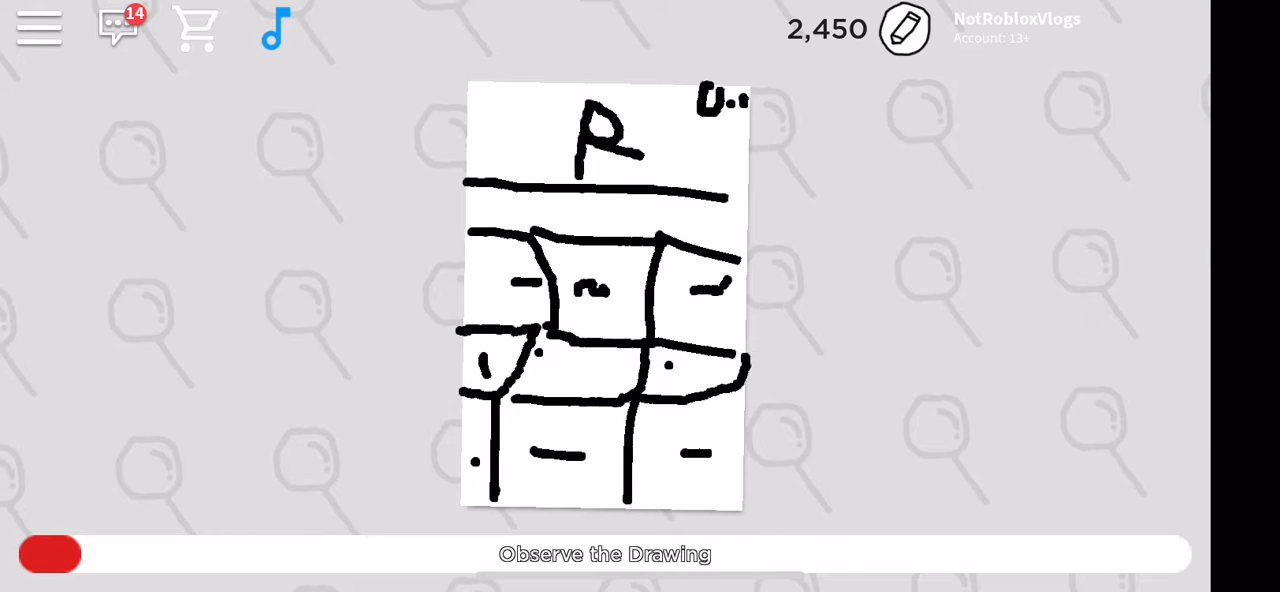 14
2,450
NotRobloxVlogs
Account: 13+
R
Observe the Drawing